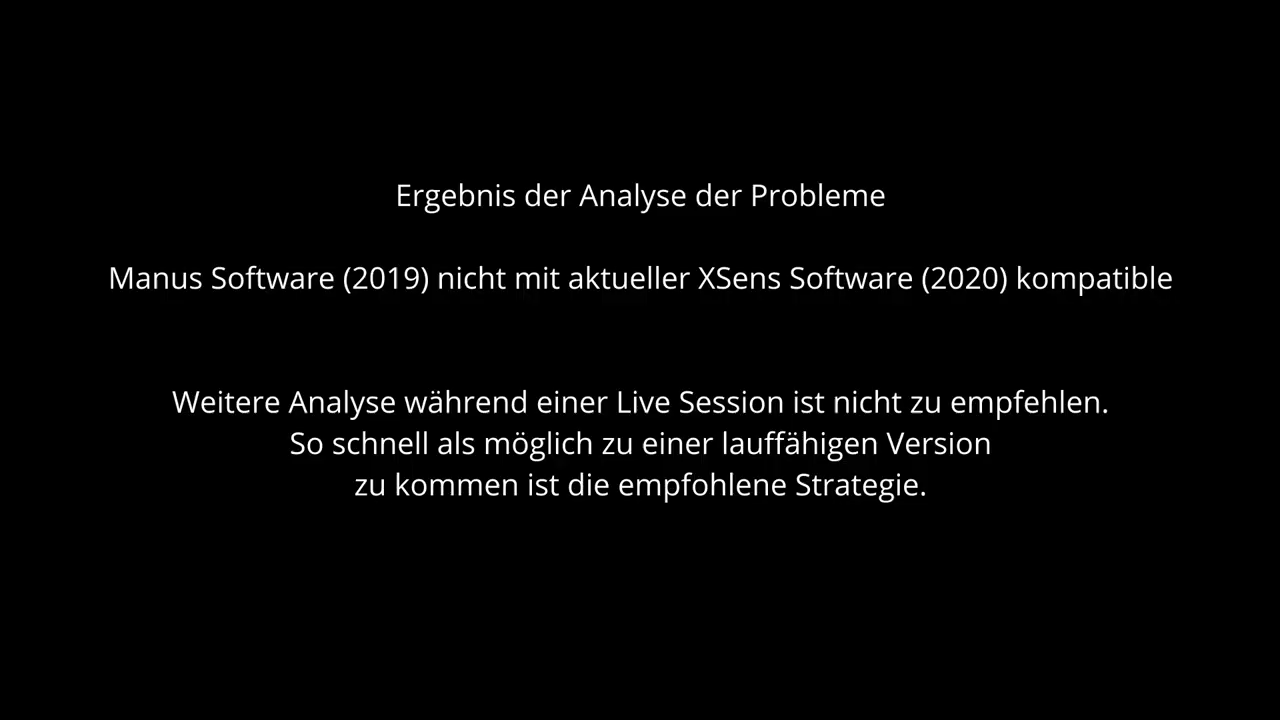 Ergebnis der Analyse der Probleme
Manus Software (2019) nicht mit aktueller XSens Software (2020) kompatible
Weitere Analyse während einer Live Session ist nicht zu empfehlen.
So schnell als möglich zu einer lauffähigen Version
zu kommen ist die empfohlene Strategie.